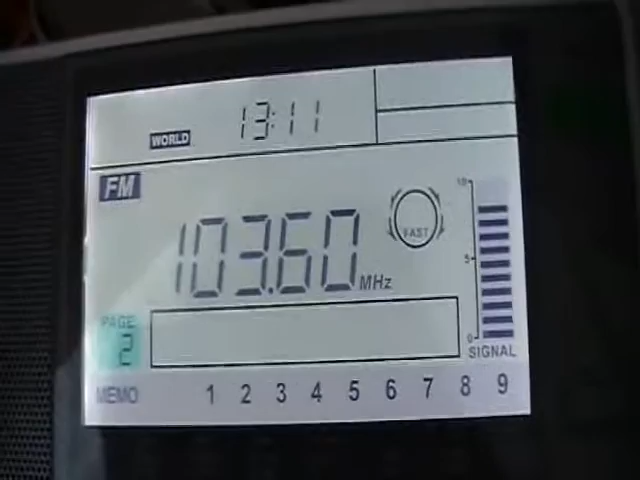 WORLD 13:11
FM
10
FAST
103.60 MHz
5
PAGE
2
0
SIGNAL
MEMO 1 2 3 4 5 6 7 8 9